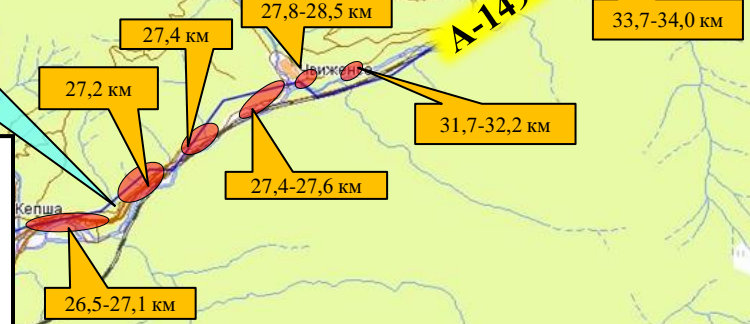 27,8-28,5 км
33,7-34,0 км
27,4 км
А-149
27,2 км
31,7-32,2 км
27,4-27,6 км
Кепша
26,5-27,1 км